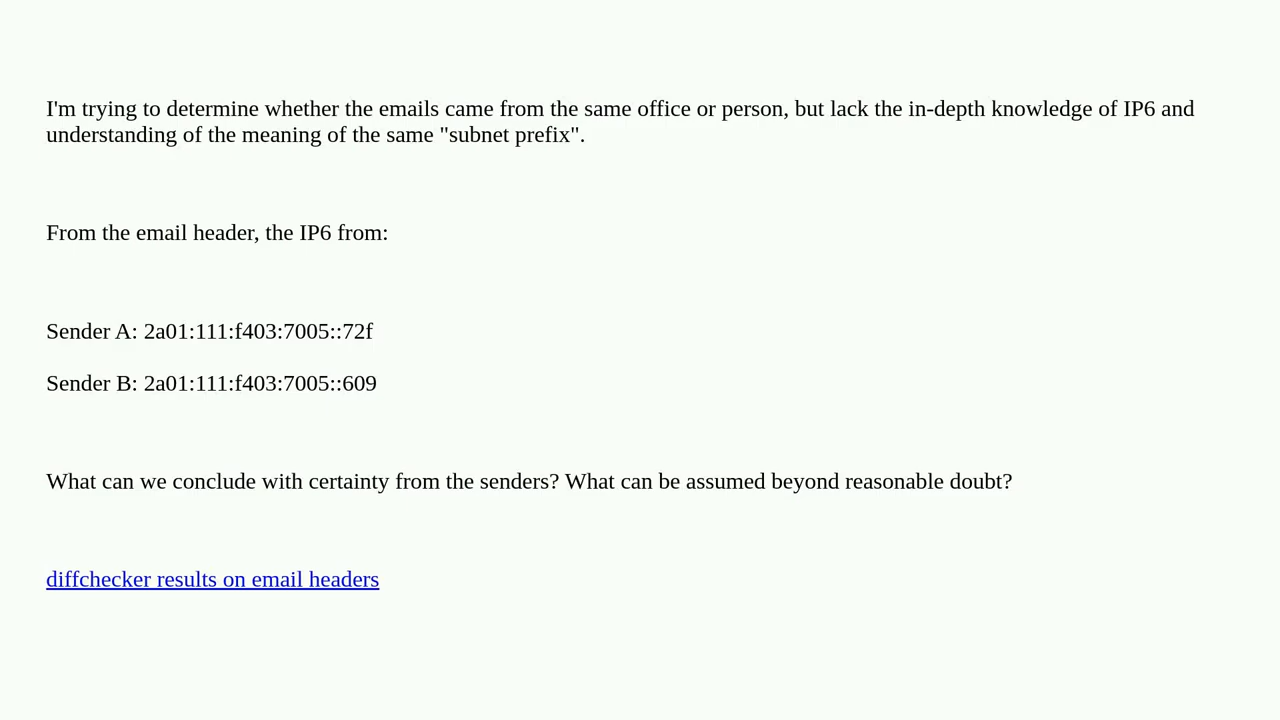 I'm trying to determine whether the emails came from the same office or person, but lack the in-depth knowledge of IP6 and
understanding of the meaning of the same "subnet prefix".
From the email header, the IP6 from:
Sender A: 2a01:111:f403:7005::72f
Sender B: 2a01:111:f403:7005::609
What can we conclude with certainty from the senders? What can be assumed beyond reasonable doubt?
diffchecker results on email headers